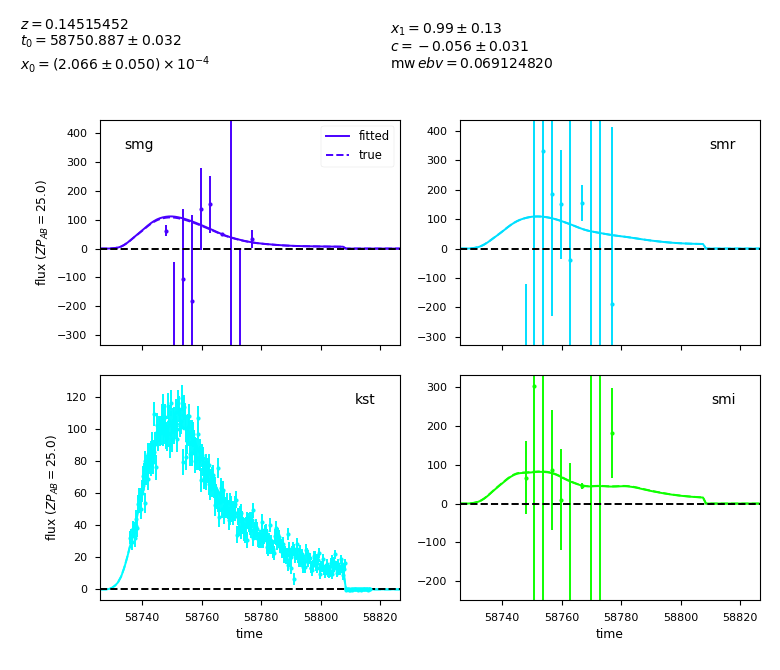 z = 0.14515452
t₀ = 58750.887 ± 0.032
x₀ = (2.066 ± 0.050) × 10⁻⁴
x₁ = 0.99 ± 0.13
c = −0.056 ± 0.031
mw ebv = 0.069124820
smg
fitted
true
400
300
200
100
0
−100
−200
−300
flux (ZP_AB = 25.0)
smr
400
300
200
100
0
−100
−200
−300
kst
120
100
80
60
40
20
0
flux (ZP_AB = 25.0)
58740 58760 58780 58800 58820
time
smi
300
200
100
0
−100
−200
58740 58760 58780 58800 58820
time